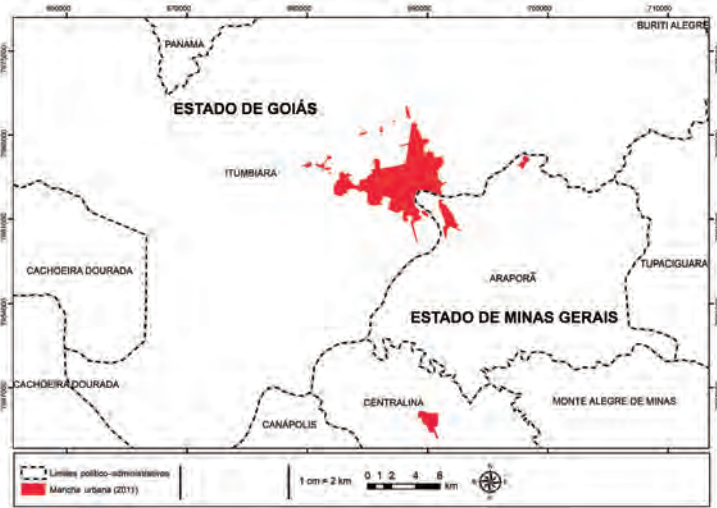 660000 670000 680000 690000 700000 710000
BURITI ALEGRE
PANAMÁ
ESTADO DE GOIÁS
ITUMBIARA
CACHOEIRA DOURADA
TUPACIGUARA
ARAPORÃ
ESTADO DE MINAS GERAIS
CACHOEIRA DOURADA
CENTRALINA
MONTE ALEGRE DE MINAS
CANÁPOLIS
Limites político-administrativos
Mancha urbana (2011)
1 cm = 2 km
0 1 2 4 6
km